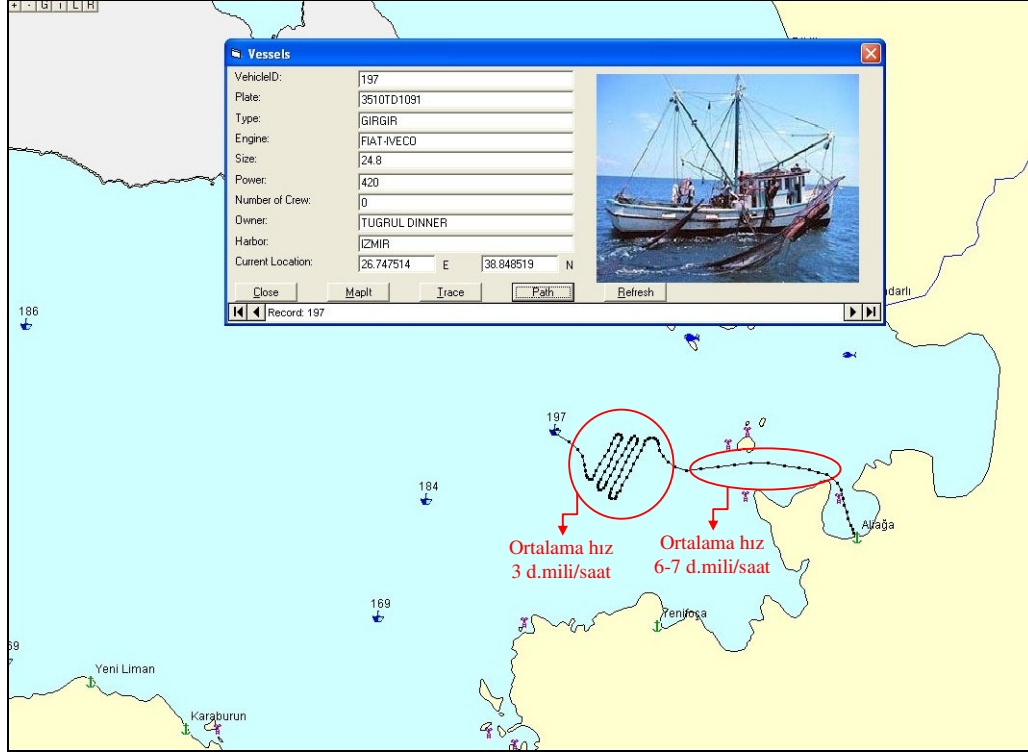 + - G I L R
Vessels
VehicleID: 197
Plate: 3510TD1091
Type: GIRGIR
Engine: FIAT-IVECO
Size: 24.8
Power: 420
Number of Crew: 0
Owner: TUGRUL DINNER
Harbor: IZMIR
Current Location: 26.747514 E 38.848519 N
Close MapIt Trace Path Refresh
Record: 197
darlı
186
197
184
Aliağa
Ortalama hız
3 d.mili/saat
Ortalama hız
6-7 d.mili/saat
169
Yenifoça
69
Yeni Liman
Karaburun